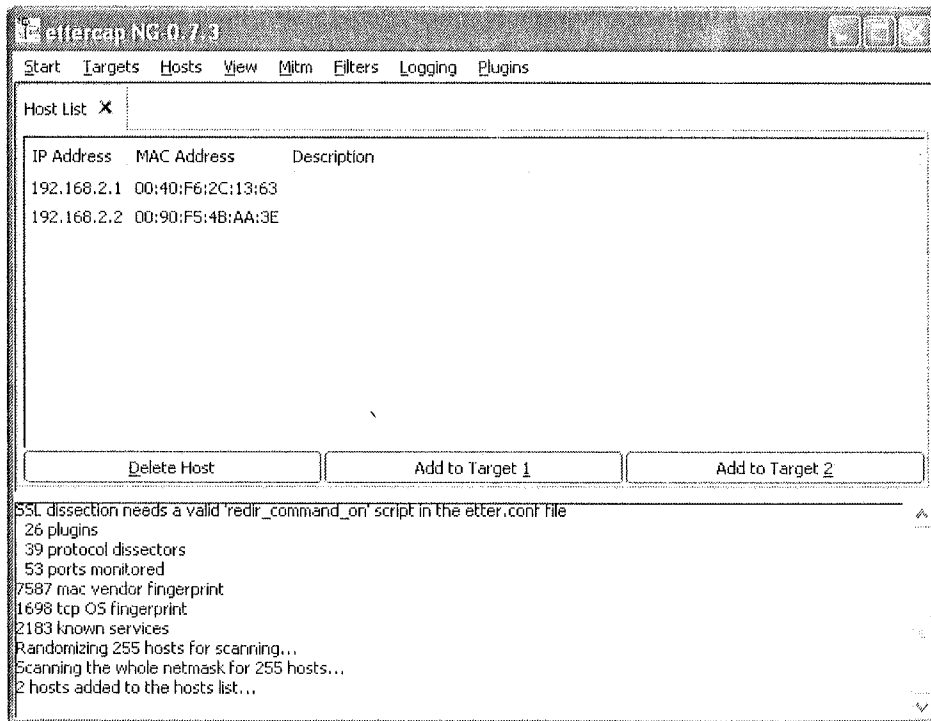 ettercap NG-0.7.3
Start Targets Hosts View Mitm Filters Logging Plugins
Host List X
IP Address MAC Address Description
192.168.2.1 00:40:F6:2C:13:63
192.168.2.2 00:90:F5:4B:AA:3E
Delete Host Add to Target 1 Add to Target 2
SSL dissection needs a valid 'redir_command_on' script in the etter.conf file
26 plugins
39 protocol dissectors
53 ports monitored
7587 mac vendor fingerprint
1698 tcp OS fingerprint
2183 known services
Randomizing 255 hosts for scanning...
Scanning the whole netmask for 255 hosts...
2 hosts added to the hosts list...